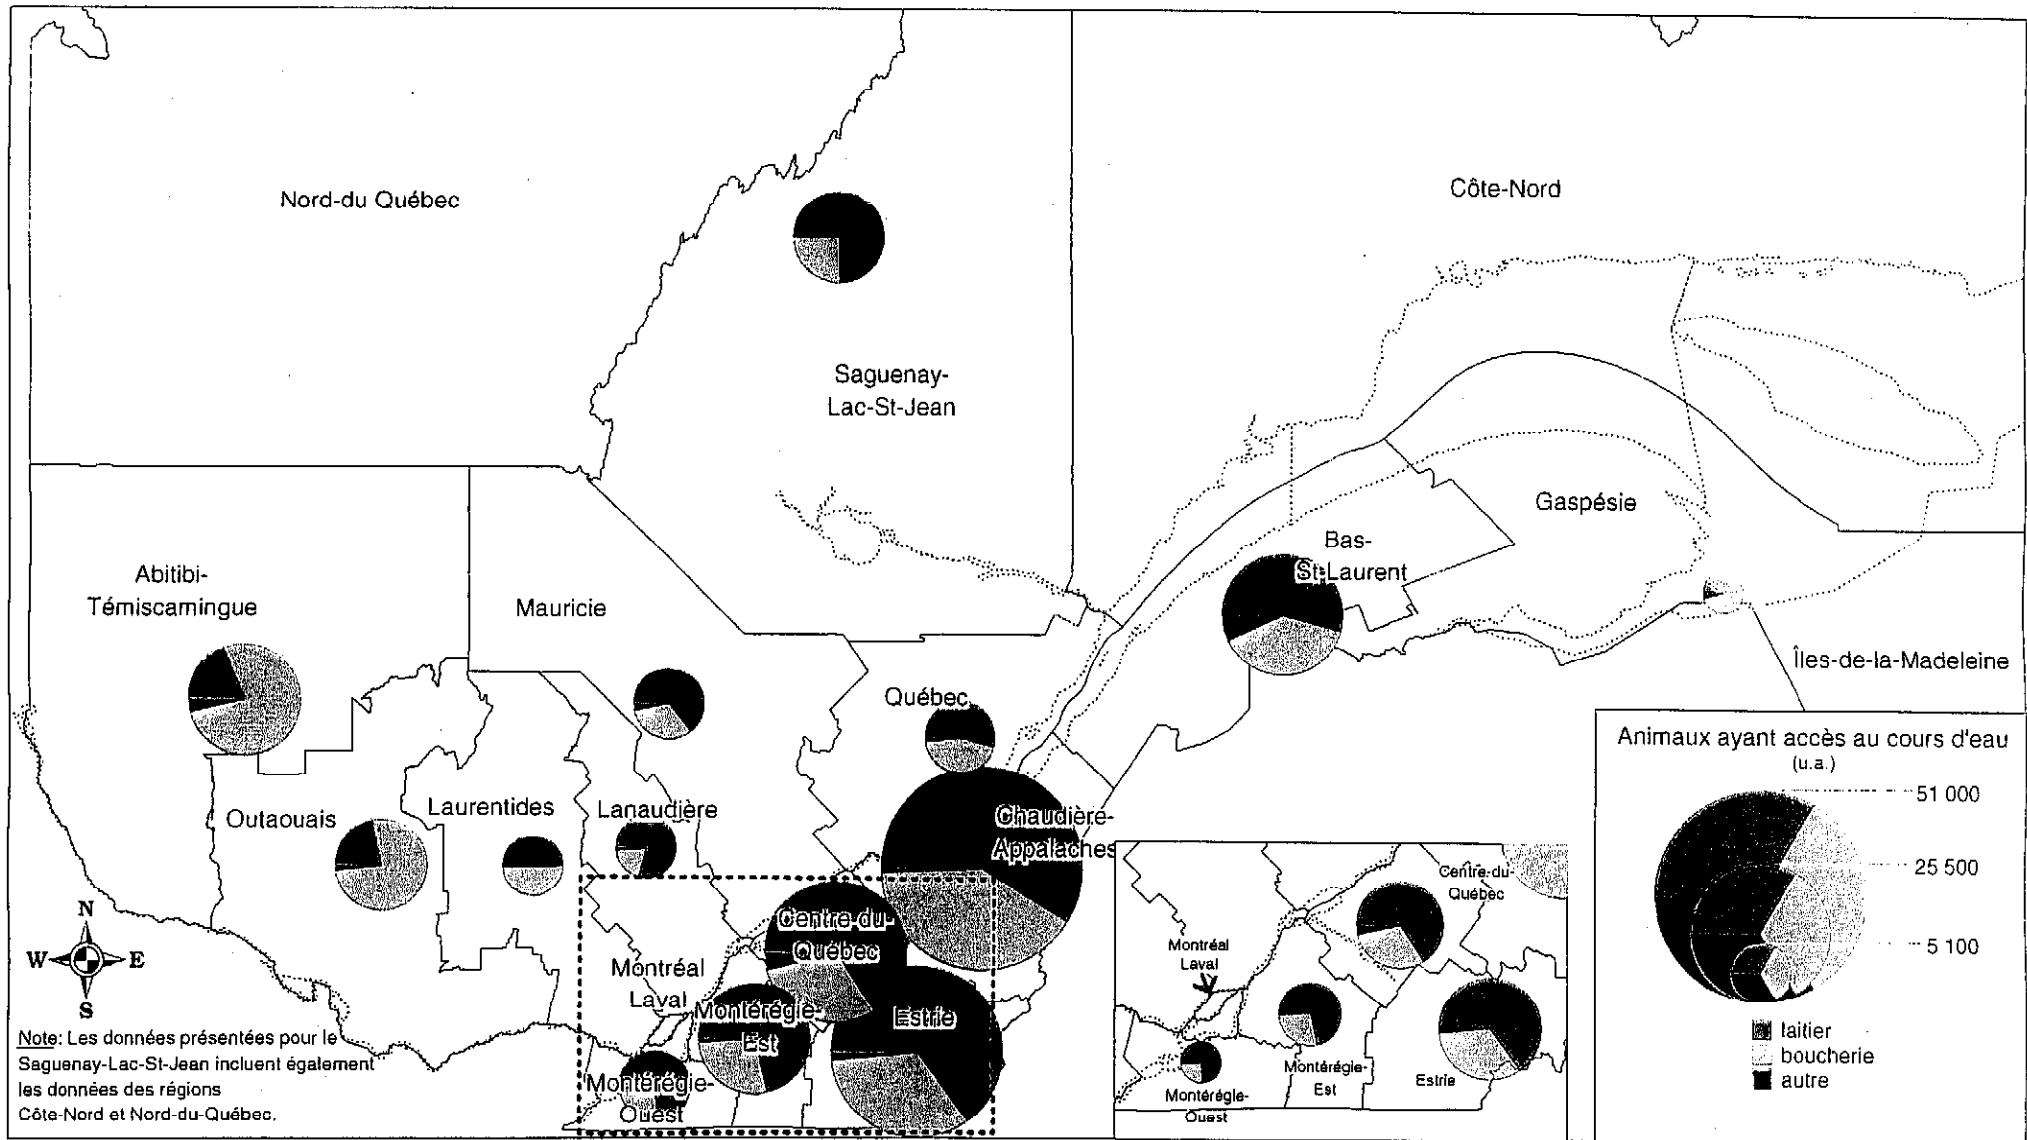 Nord-du Québec
Côte-Nord
Saguenay-
Lac-St-Jean
Gaspésie
Bas-
St-Laurent
Abitibi-
Témiscamingue
Mauricie
Îles-de-la-Madeleine
Québec
Outaouais
Laurentides
Lanaudière
Chaudière-
Appalaches
Centre-du-
Québec
Montréal
Laval
Montérégie-
Est
Estrie
Montérégie-
Ouest
N
W
E
S
Note: Les données présentées pour le
Saguenay-Lac-St-Jean incluent également
les données des régions
Côte-Nord et Nord-du-Québec.
Centre-du-
Québec
Montréal
Laval
Montérégie-
Est
Estrie
Montérégie-
Ouest
Animaux ayant accès au cours d'eau
(u.a.)
51 000
25 500
5 100
laitier
boucherie
autre